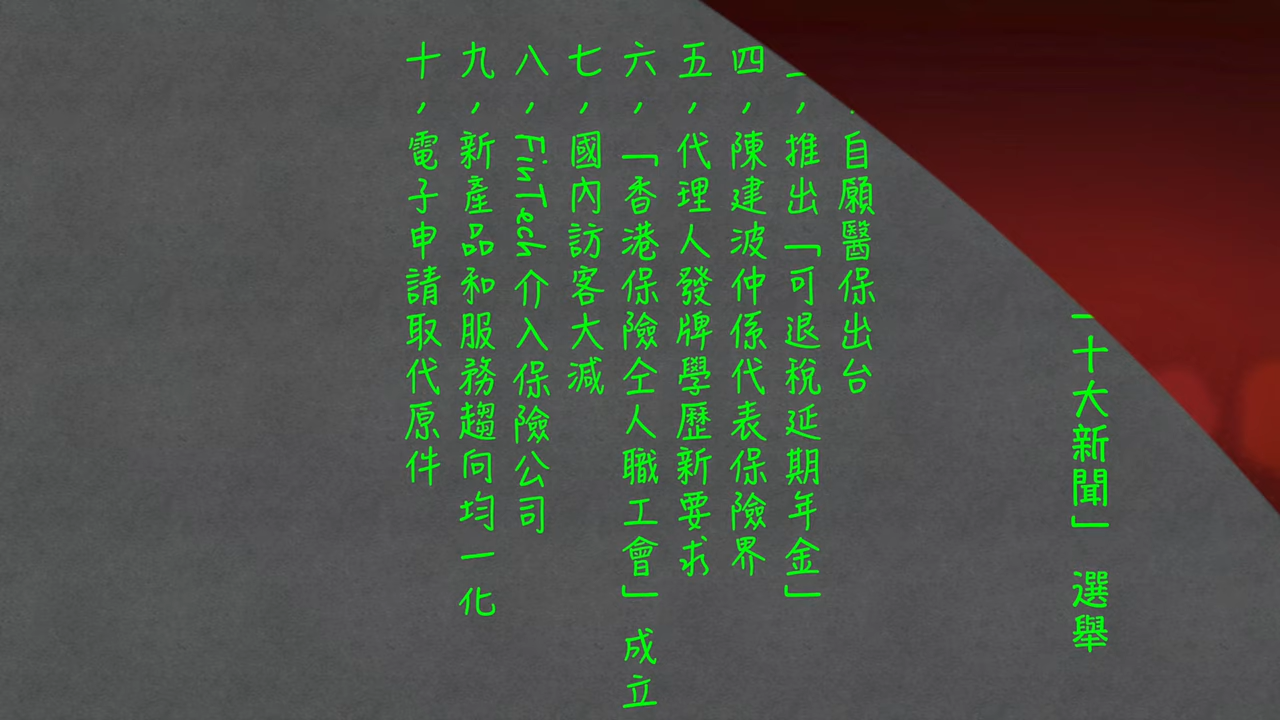 「十大新聞」 選舉
，自願醫保出台
，推出「可退稅延期年金」
四，陳建波仲係代表保險界
五，代理人發牌學歷新要求
六，「香港保險仝人職工會」成立
七，國內訪客大減
八，FinTech介入保險公司
九，新產品和服務趨向均一化
十，電子申請取代原件